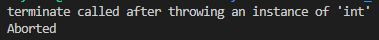 terminate called after throwing an instance of 'int'
Aborted